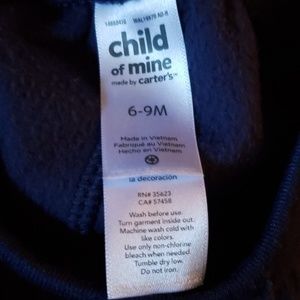 child
of mine
made by carter's™
6-9M
Made in Vietnam
Fabriqué au Vietnam
Hecho en Vietnam
la decoración
RN# 35623
CA# 57458
Wash before use.
Turn garment inside out.
Machine wash cold with
like colors.
Use only non-chlorine
bleach when needed.
Tumble dry low.
Do not iron.